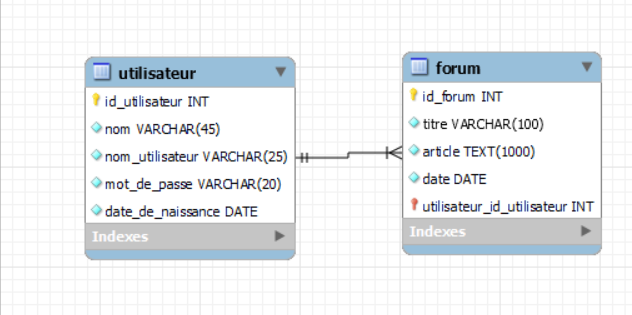 utilisateur
id_utilisateur INT
nom VARCHAR(45)
nom_utilisateur VARCHAR(25)
mot_de_passe VARCHAR(20)
date_de_naissance DATE
Indexes
forum
id_forum INT
titre VARCHAR(100)
article TEXT(1000)
date DATE
utilisateur_id_utilisateur INT
Indexes